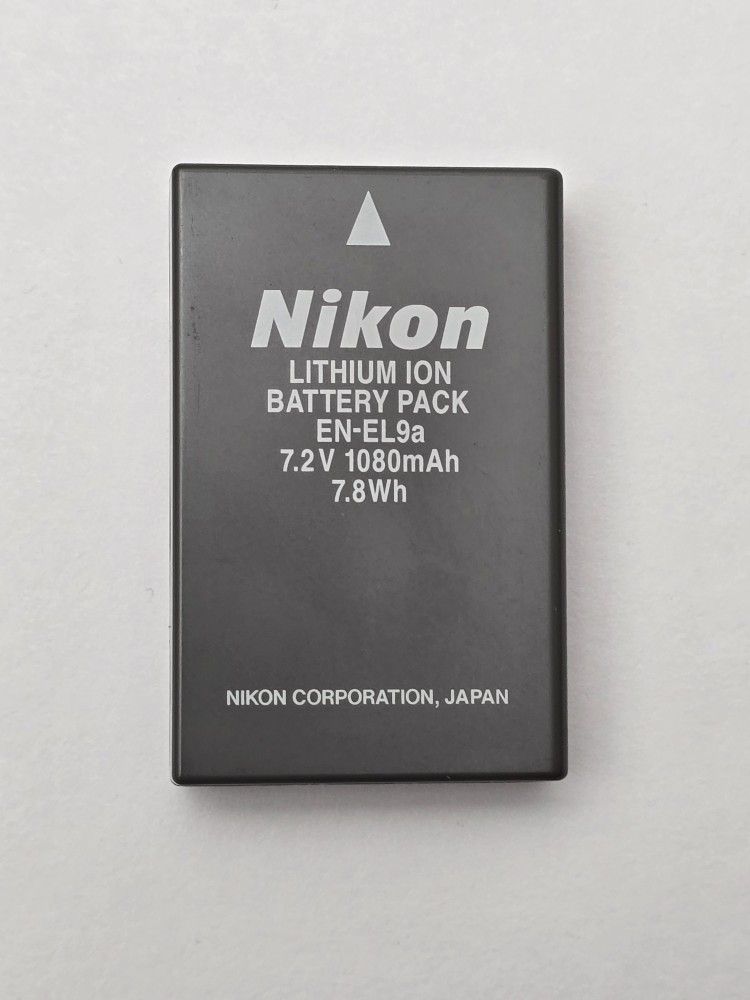 Nikon
LITHIUM ION
BATTERY PACK
EN-EL9a
7.2V 1080mAh
7.8Wh
NIKON CORPORATION, JAPAN